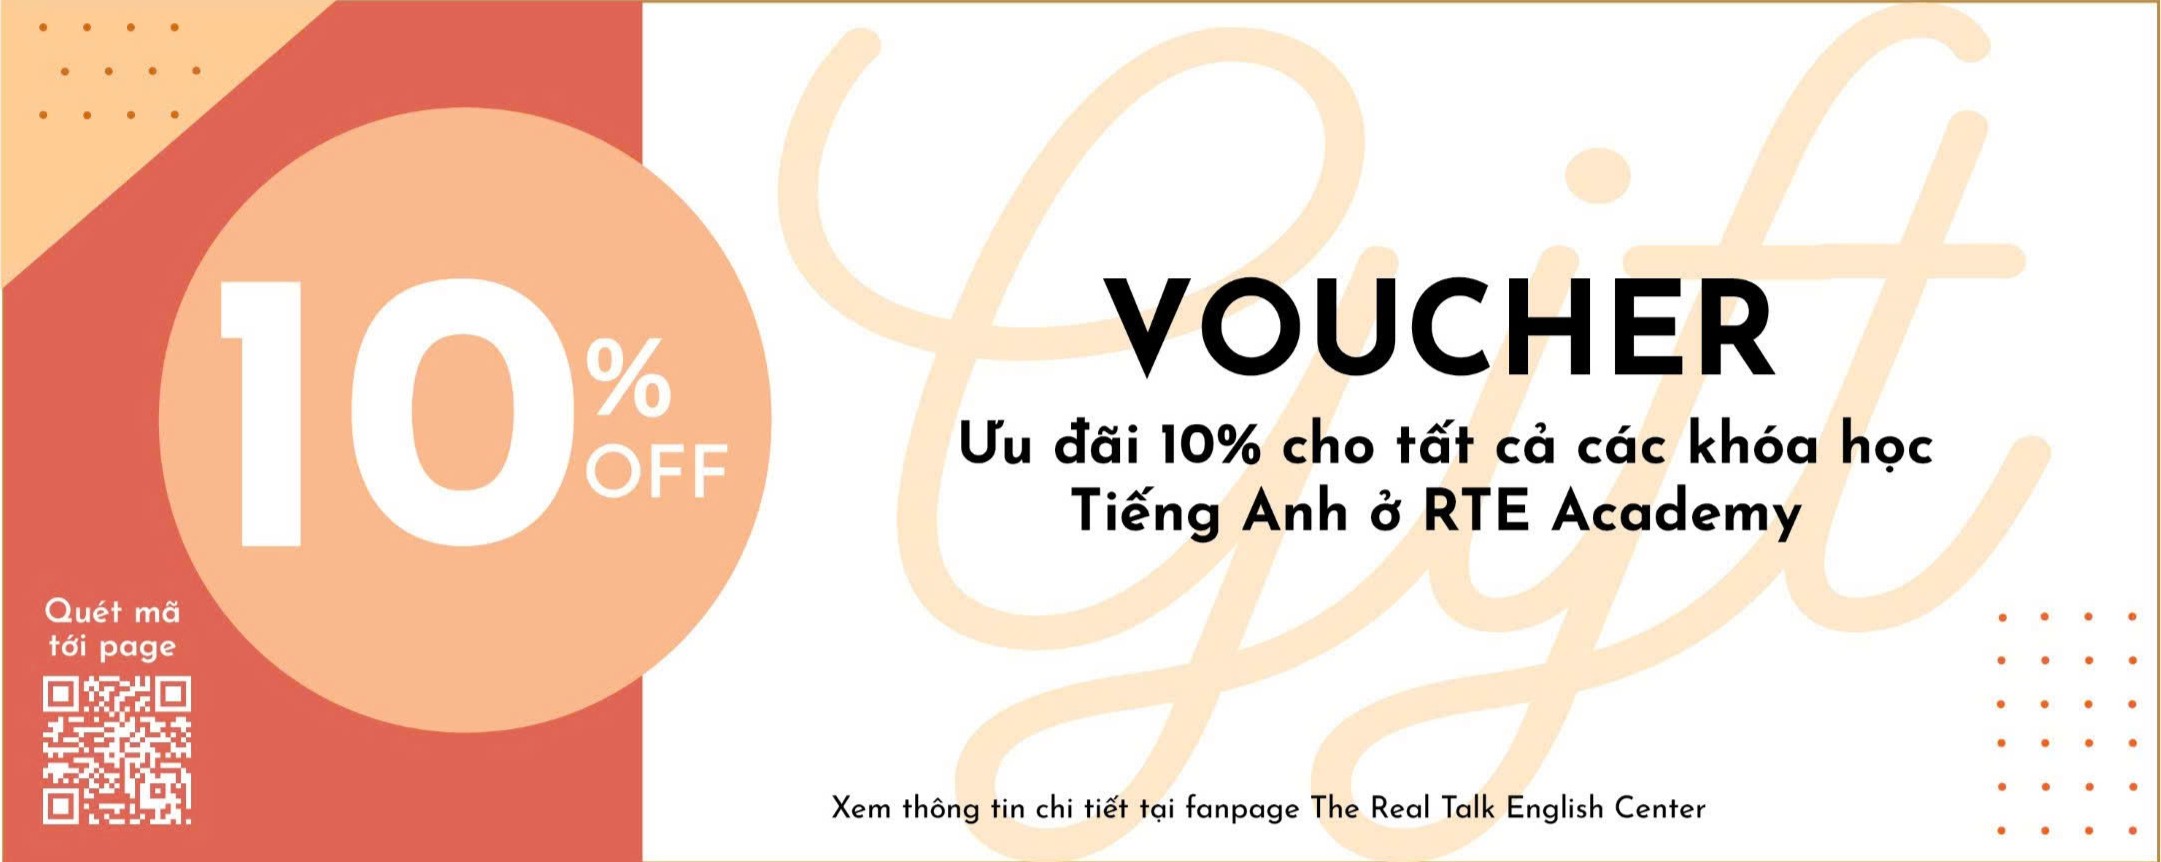 10
%
OFF
Quét mã
tới page
Gift
VOUCHER
Ưu đãi 10% cho tất cả các khóa học
Tiếng Anh ở RTE Academy
Xem thông tin chi tiết tại fanpage The Real Talk English Center